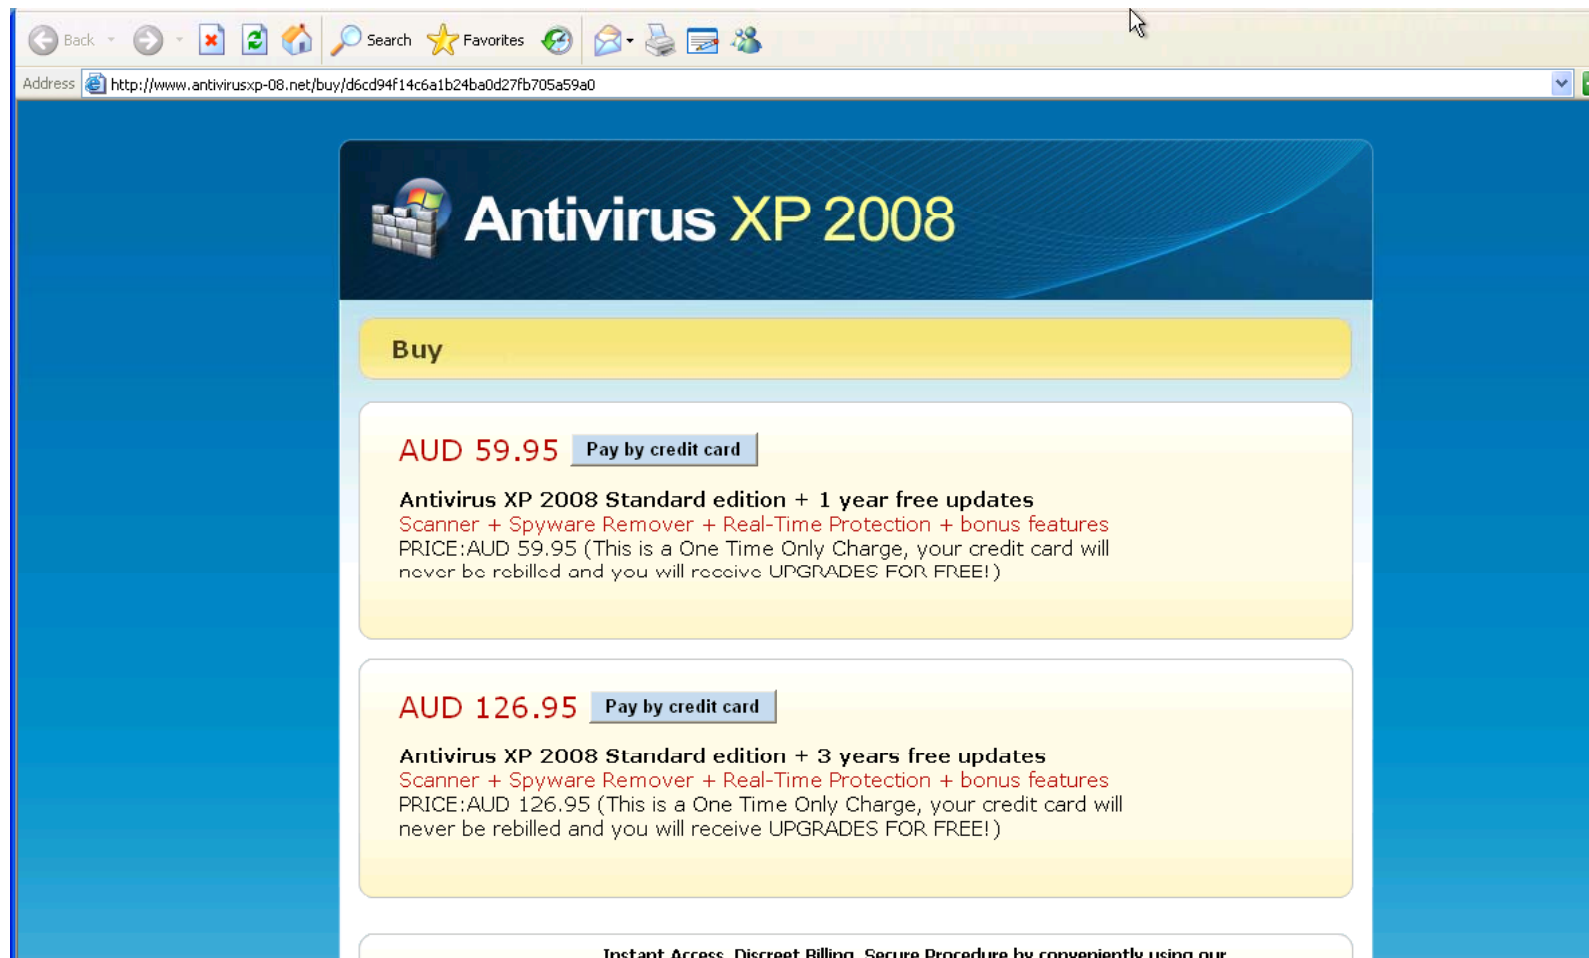 Back
Search
Favorites
Address
http://www.antivirusxp-08.net/buy/d6cd94f14c6a1b24ba0d27fb705a59a0
Antivirus XP 2008
Buy
AUD 59.95 Pay by credit card
Antivirus XP 2008 Standard edition + 1 year free updates
Scanner + Spyware Remover + Real-Time Protection + bonus features
PRICE:AUD 59.95 (This is a One Time Only Charge, your credit card will
never be rebilled and you will receive UPGRADES FOR FREE!)
AUD 126.95 Pay by credit card
Antivirus XP 2008 Standard edition + 3 years free updates
Scanner + Spyware Remover + Real-Time Protection + bonus features
PRICE:AUD 126.95 (This is a One Time Only Charge, your credit card will
never be rebilled and you will receive UPGRADES FOR FREE!)
Instant Access, Discreet Billing, Secure Procedure by conveniently using our